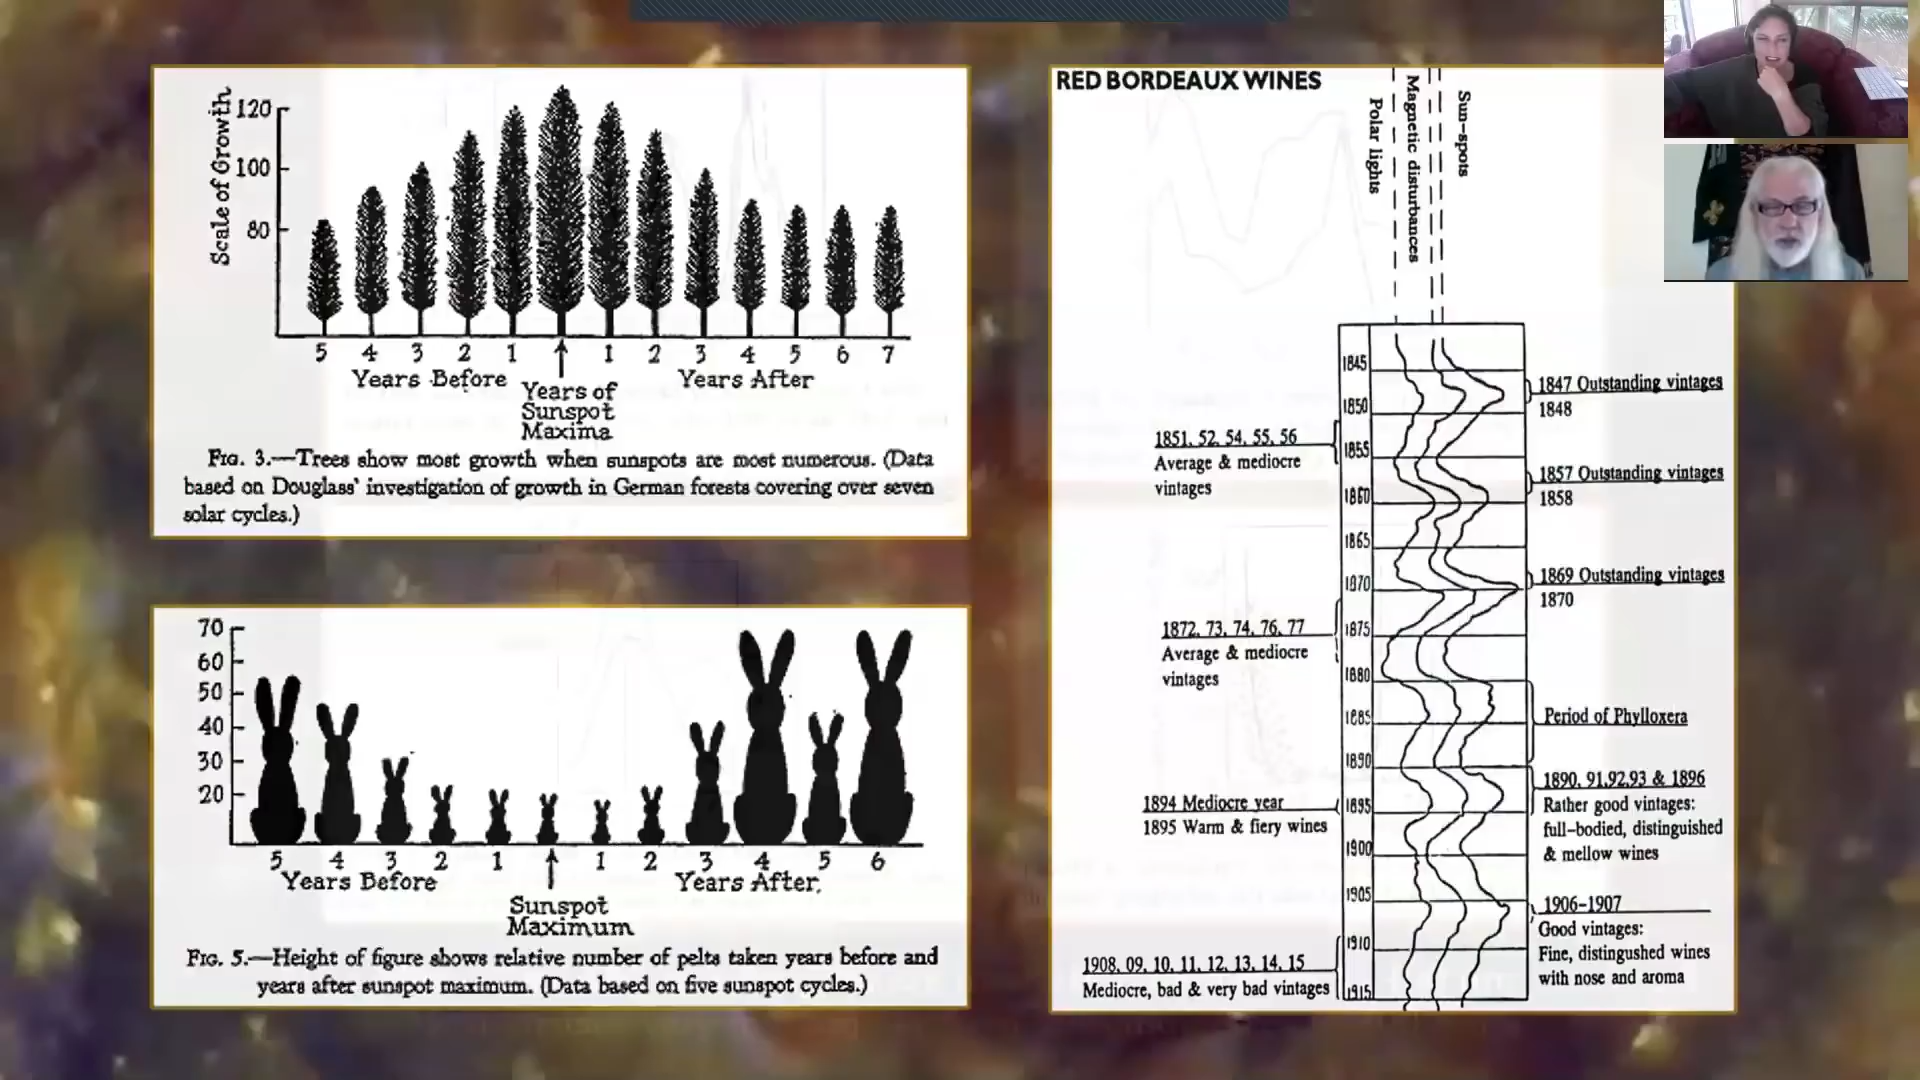 Scale of Growth
120
100
80
5 4 3 2 1 1 2 3 4 5 6 7
Years Before
Years of
Sunspot
Maxima
Years After
FIG. 3.—Trees show most growth when sunspots are most numerous. (Data
based on Douglass' investigation of growth in German forests covering over seven
solar cycles.)
70
60
50
40
30
20
5 4 3 2 1 1 2 3 4 5 6
Years Before
Sunspot
Maximum
Years After.
FIG. 5.—Height of figure shows relative number of pelts taken years before and
years after sunspot maximum. (Data based on five sunspot cycles.)
RED BORDEAUX WINES
Polar lights
Magnetic disturbances
Sun-spots
1845
1850
1855
1860
1865
1870
1875
1880
1885
1890
1895
1900
1905
1910
1915
1851, 52, 54, 55, 56
Average & mediocre
vintages
1872, 73, 74, 76, 77
Average & mediocre
vintages
1894 Mediocre year
1895 Warm & fiery wines
1908, 09, 10, 11, 12, 13, 14, 15
Mediocre, bad & very bad vintages
1847 Outstanding vintages
1848
1857 Outstanding vintages
1858
1869 Outstanding vintages
1870
Period of Phylloxera
1890, 91,92,93 & 1896
Rather good vintages:
full-bodied, distinguished
& mellow wines
1906-1907
Good vintages:
Fine, distingushed wines
with nose and aroma